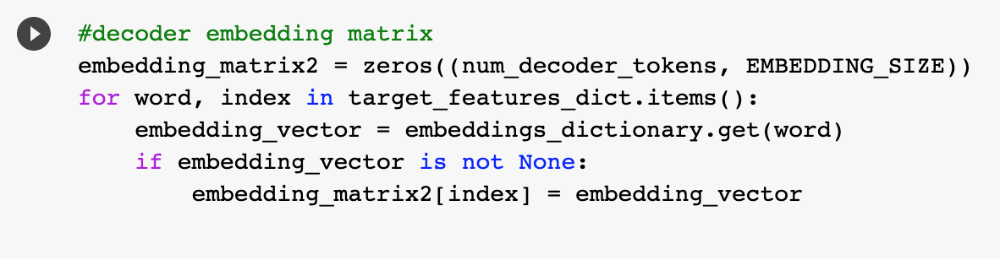 #decoder embedding matrix
embedding_matrix2 = zeros((num_decoder_tokens, EMBEDDING_SIZE))
for word, index in target_features_dict.items():
    embedding_vector = embeddings_dictionary.get(word)
    if embedding_vector is not None:
        embedding_matrix2[index] = embedding_vector